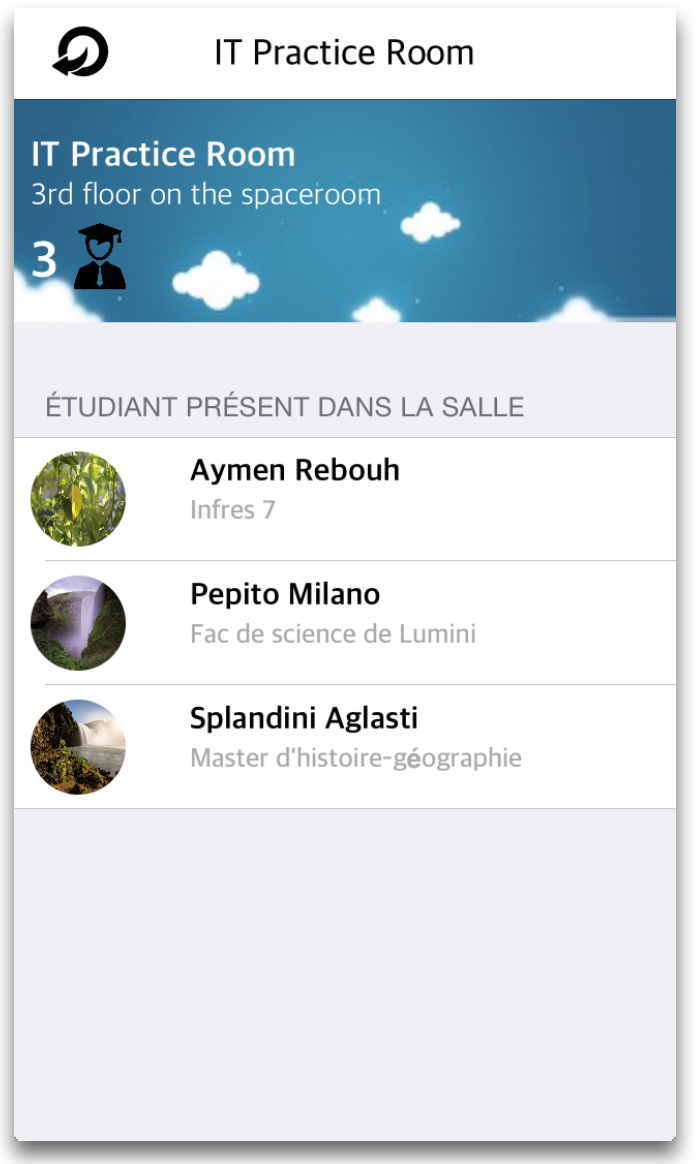 IT Practice Room
IT Practice Room
3rd floor on the spaceroom
3
ÉTUDIANT PRÉSENT DANS LA SALLE
Aymen Rebouh
Infres 7
Pepito Milano
Fac de science de Lumini
Splandini Aglasti
Master d'histoire-géographie